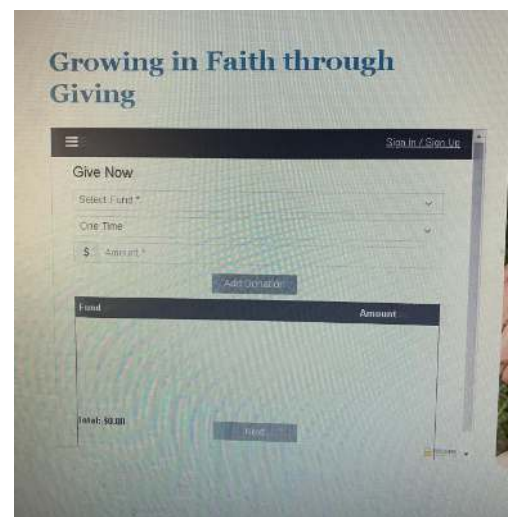 Growing in Faith through
Giving
Sign In / Sign Up
Give Now
Select Fund *
One Time
$ Amount *
Add Donation
Fund Amount
Total: $0.00
Next